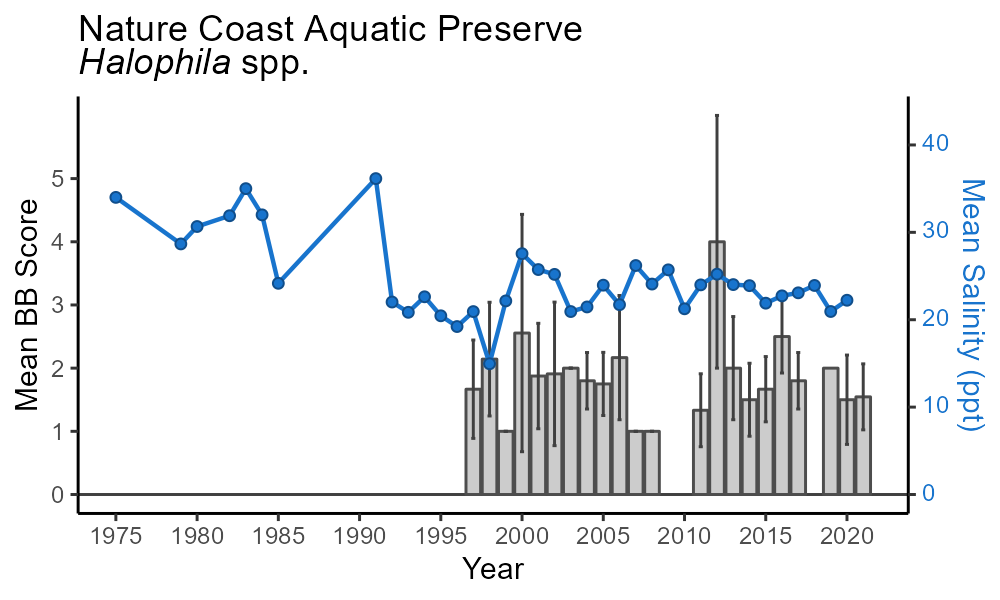 Nature Coast Aquatic Preserve
Halophila spp.
Mean BB Score
5
4
3
2
1
0
40
30
20
10
0
Mean Salinity (ppt)
1975 1980 1985 1990 1995 2000 2005 2010 2015 2020
Year